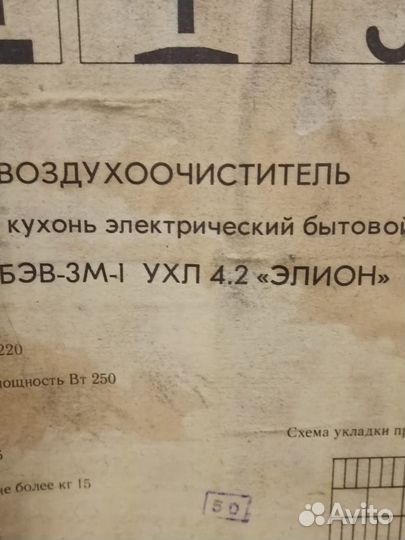 ВОЗДУХООЧИСТИТЕЛЬ
кухонь электрический бытовой
БЭВ-3М-1 УХЛ 4.2 «ЭЛИОН»
220
мощность Вт 250
Схема укладки
не более кг 15
50
Avito